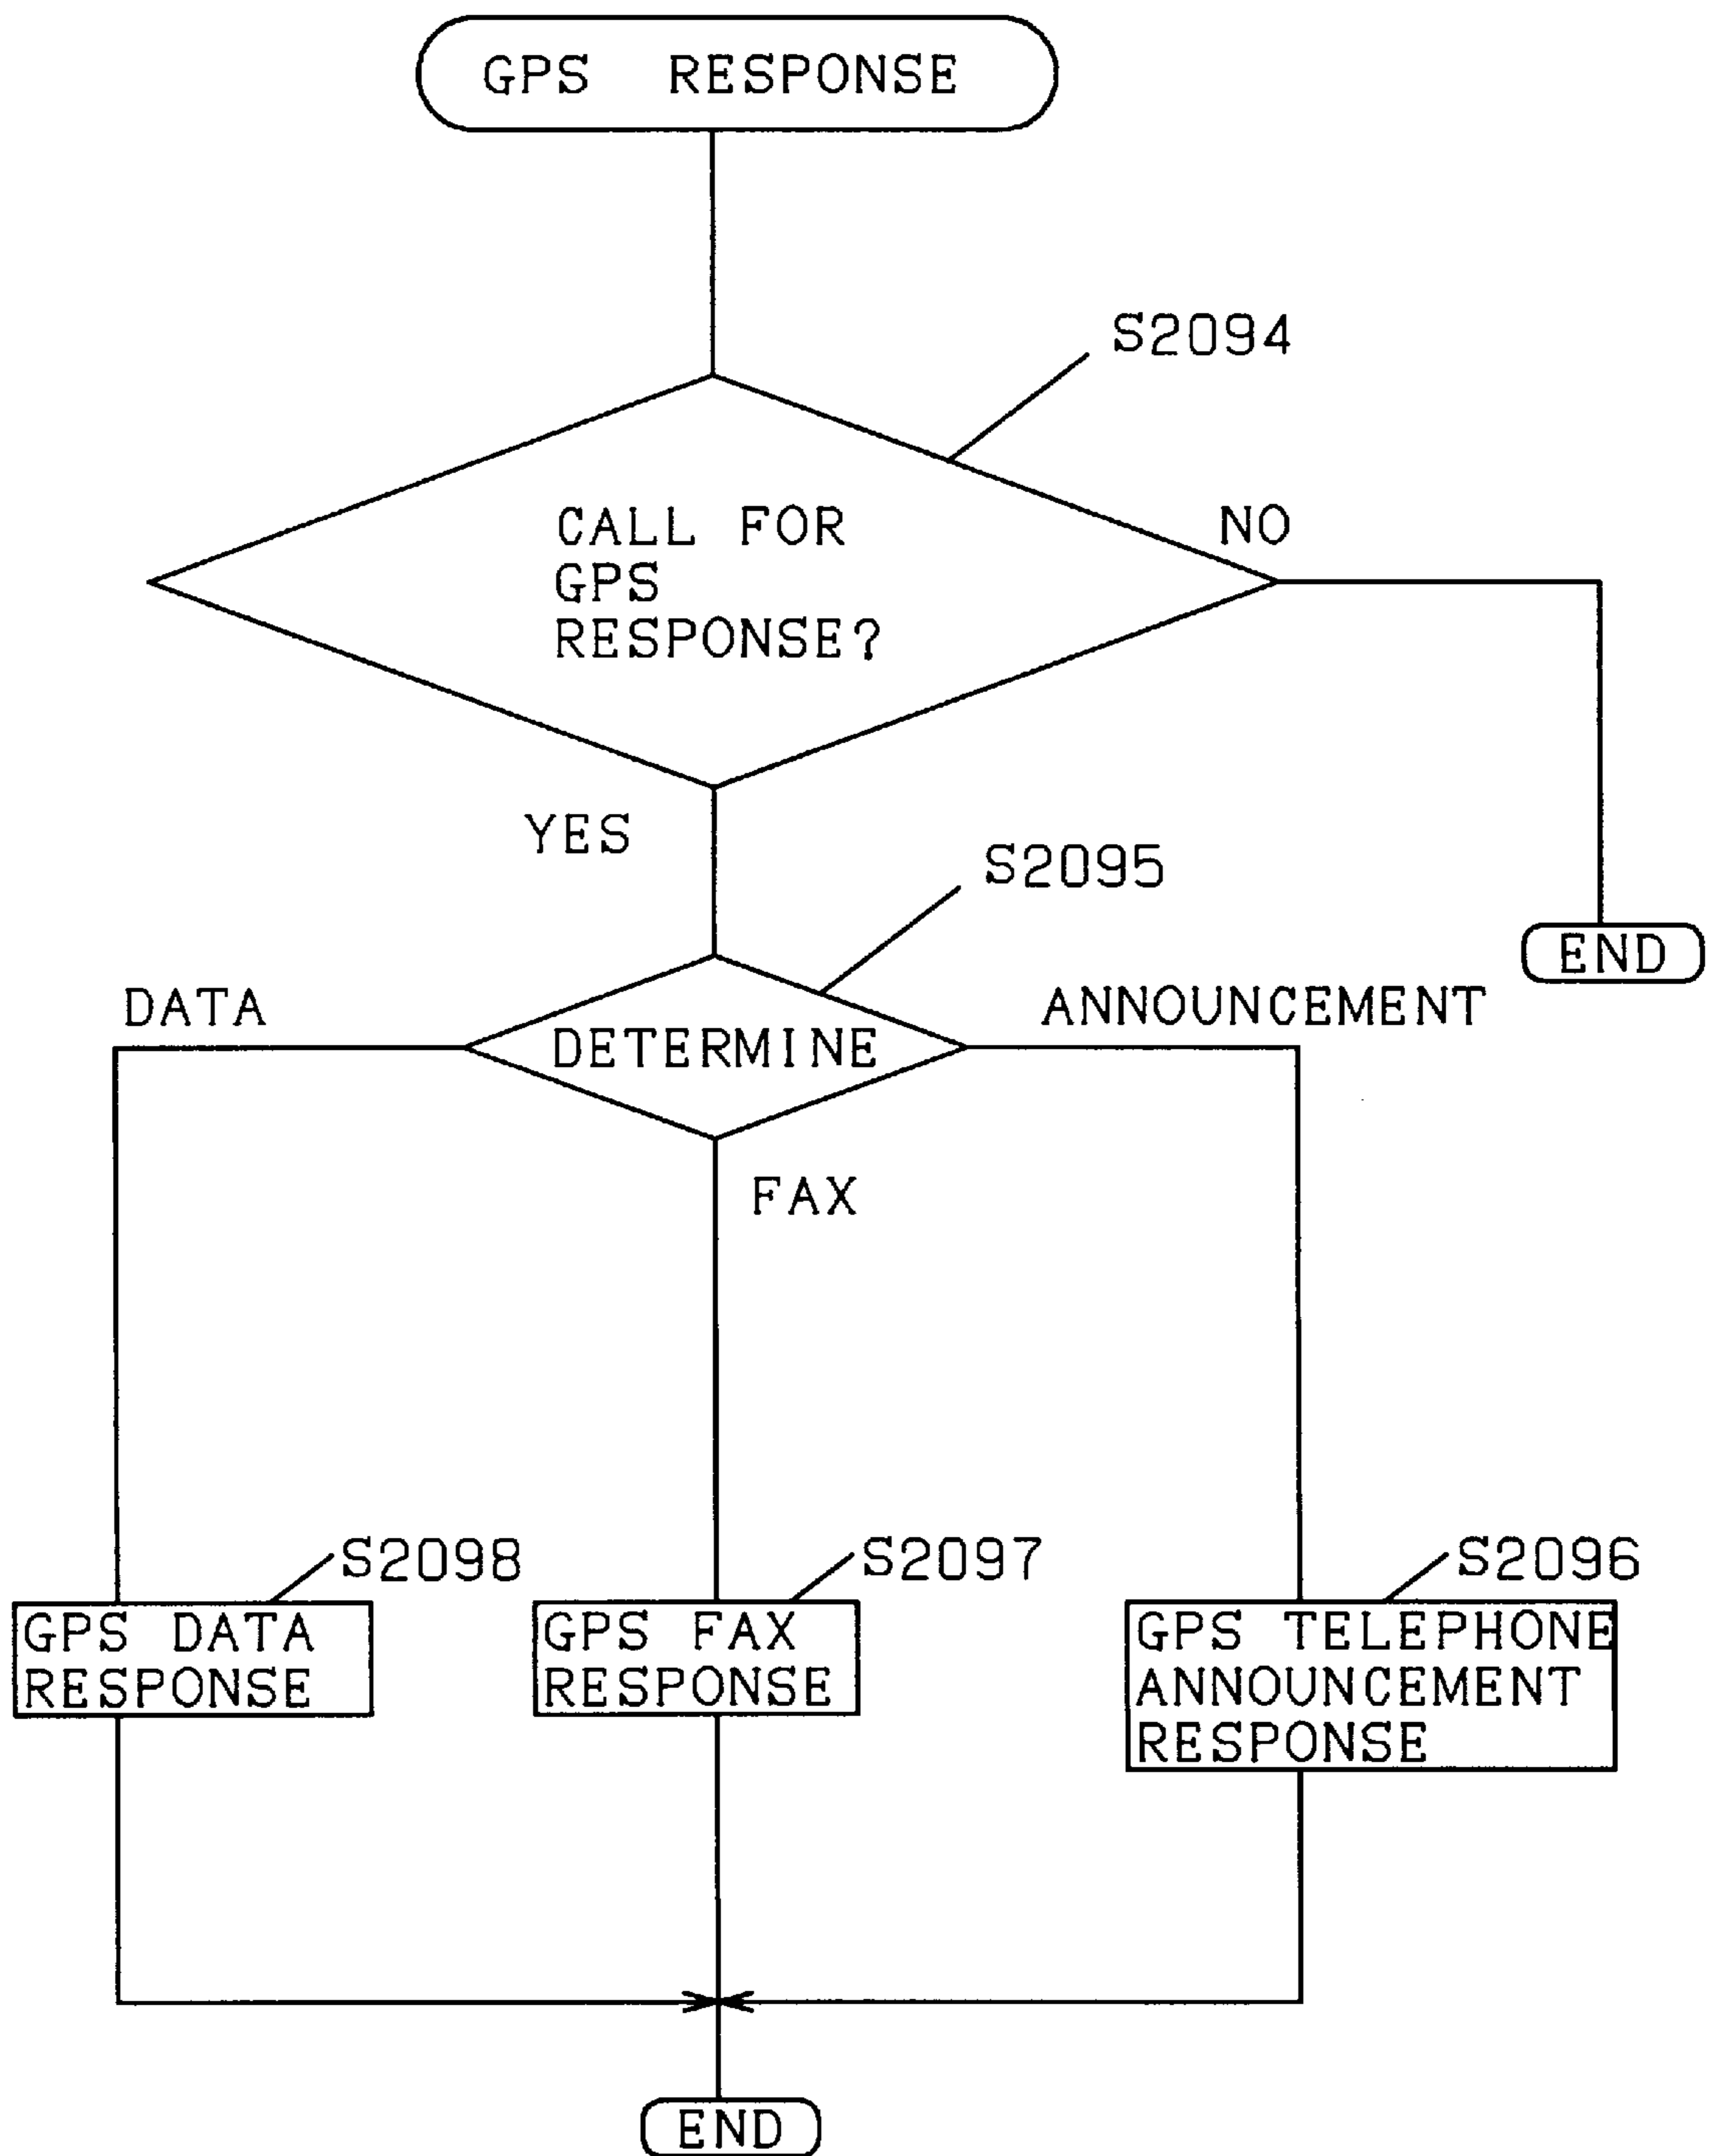 GPS RESPONSE
S2094
CALL FOR
GPS
RESPONSE?
NO
YES
S2095
END
DATA
DETERMINE
ANNOUNCEMENT
FAX
S2098
GPS DATA
RESPONSE
S2097
GPS FAX
RESPONSE
S2096
GPS TELEPHONE
ANNOUNCEMENT
RESPONSE
END